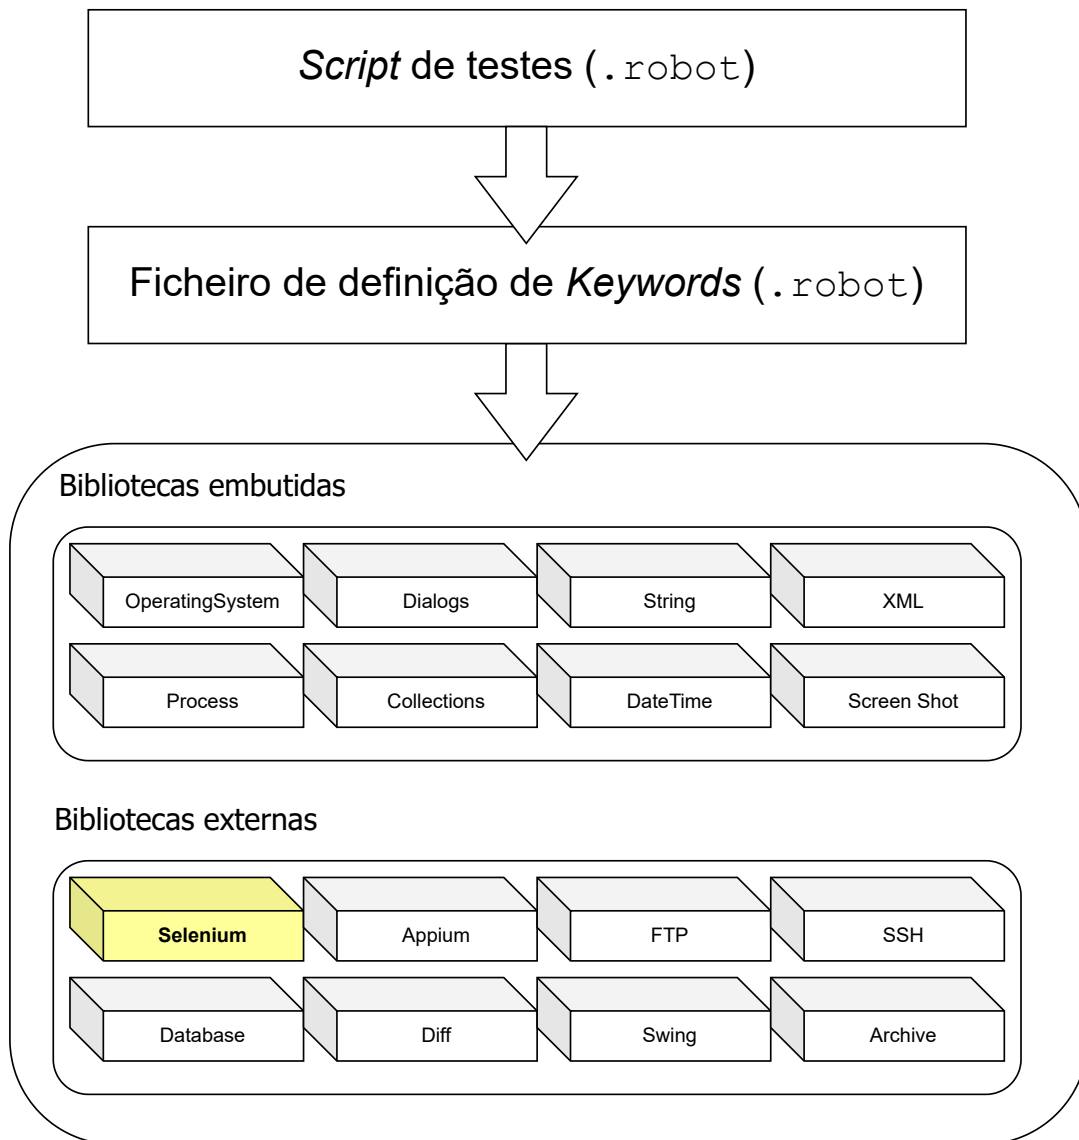 Script de testes (.robot)
Ficheiro de definição de Keywords (.robot)
Bibliotecas embutidas
OperatingSystem Dialogs String XML
Process Collections DateTime Screen Shot
Bibliotecas externas
Selenium Appium FTP SSH
Database Diff Swing Archive